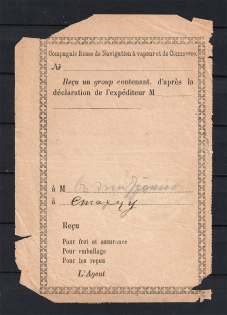 Compagnie Russe de Navigation à vapeur et de Commerce.
№
Reçu un group contenant, d'après la
déclaration de l'expéditeur M
à M
à
Reçu
Pour fret et assurance
Pour emballage
Pour les reçus
L'Agent